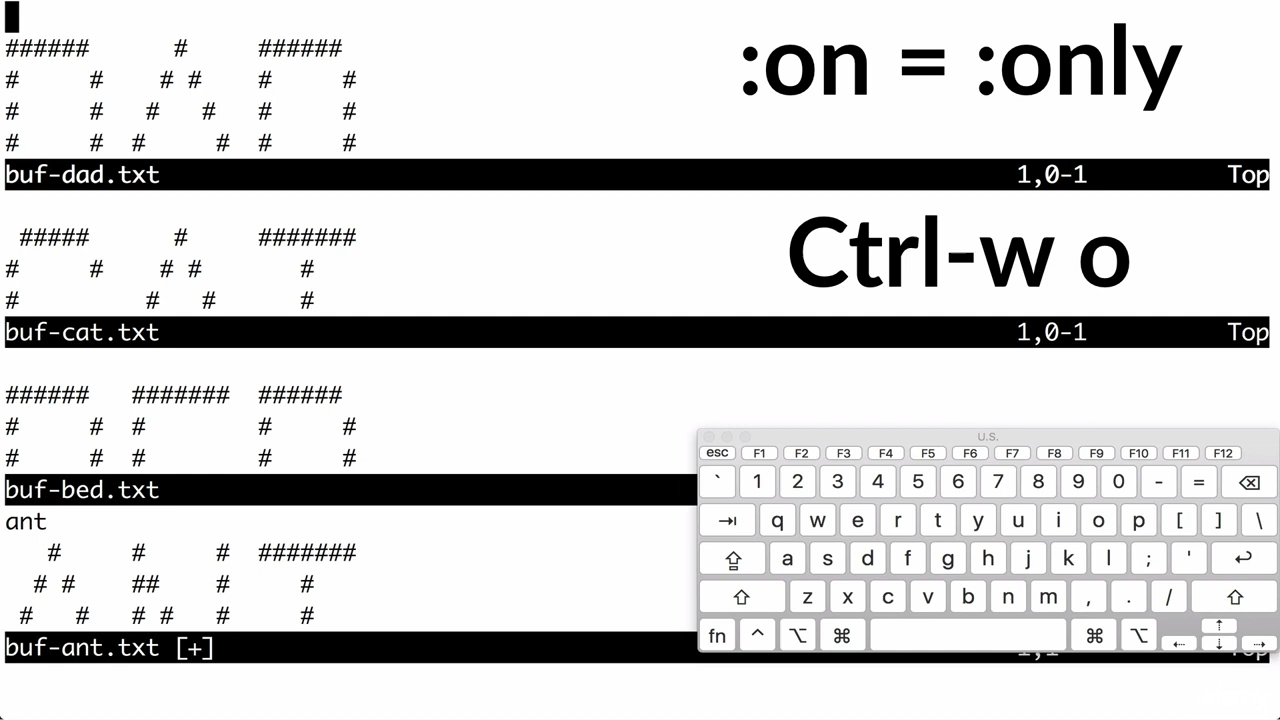 :on = :only
######      #     ######
#     #    # #    #     #
#     #   #   #   #     #
#     #  #     #  #     #
buf-dad.txt 1,0-1 Top
Ctrl-w o
 #####      #     #######
#     #    # #       #
#         #   #      #
buf-cat.txt 1,0-1 Top
######   #######  ######
#     #  #        #     #
#     #  #        #     #
buf-bed.txt
ant
   #     #     #  #######
  # #    ##    #     #
 #   #   # #   #     #
buf-ant.txt [+]
U.S.
esc F1 F2 F3 F4 F5 F6 F7 F8 F9 F10 F11 F12
` 1 2 3 4 5 6 7 8 9 0 - =
q w e r t y u i o p [ ] \
a s d f g h j k l ; '
z x c v b n m , . /
fn ^ ⌥ ⌘ ⌘ ⌥